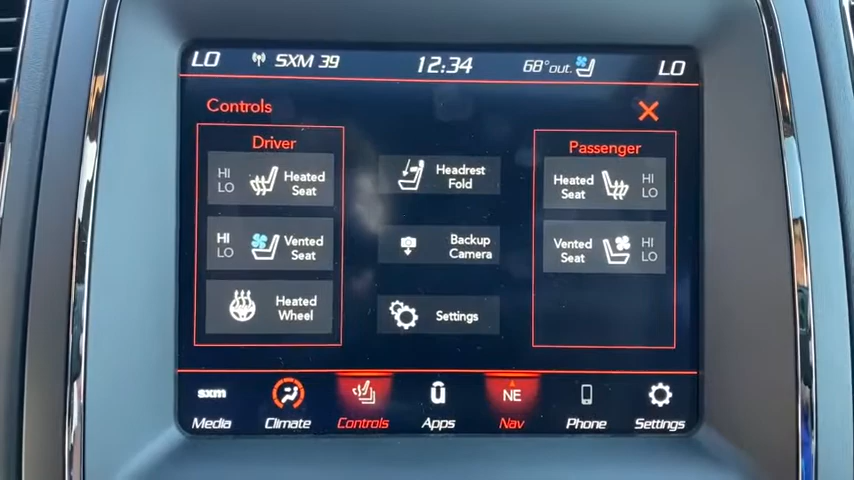 LO SXM 39 12:34 68°out. LO
Controls
Driver
HI
LO
Heated
Seat
HI
LO
Vented
Seat
Heated
Wheel
Headrest
Fold
Backup
Camera
Settings
Passenger
Heated
Seat
HI
LO
Vented
Seat
HI
LO
sxm
NE
Media Climate Controls Apps Nav Phone Settings